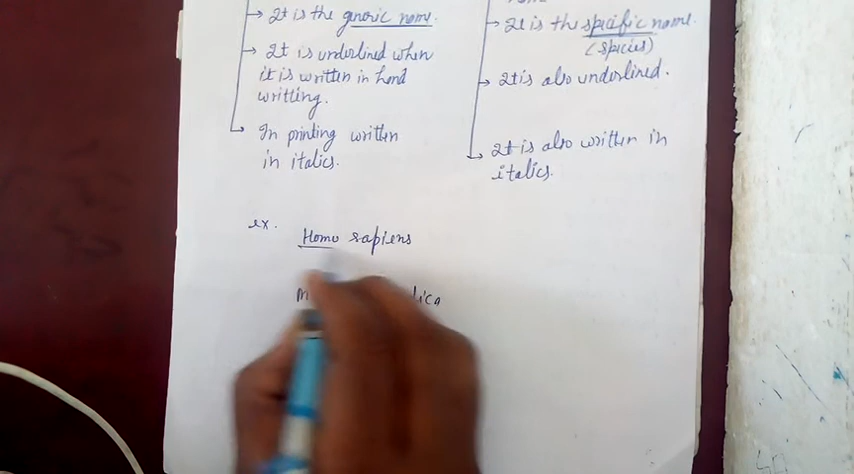 → It is the generic name.
→ It is underlined when
it is written in hand
writting.
→ In printing written
in italics.
→ It is the specific name.
(species)
→ It is also underlined.
→ It is also written in
italics.
ex.
Homo sapiens